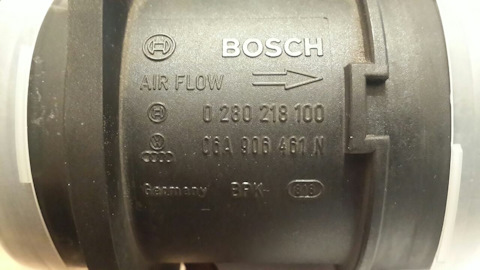 BOSCH
AIR FLOW
0 280 218 100
06A 906 461 N
Germany BPK